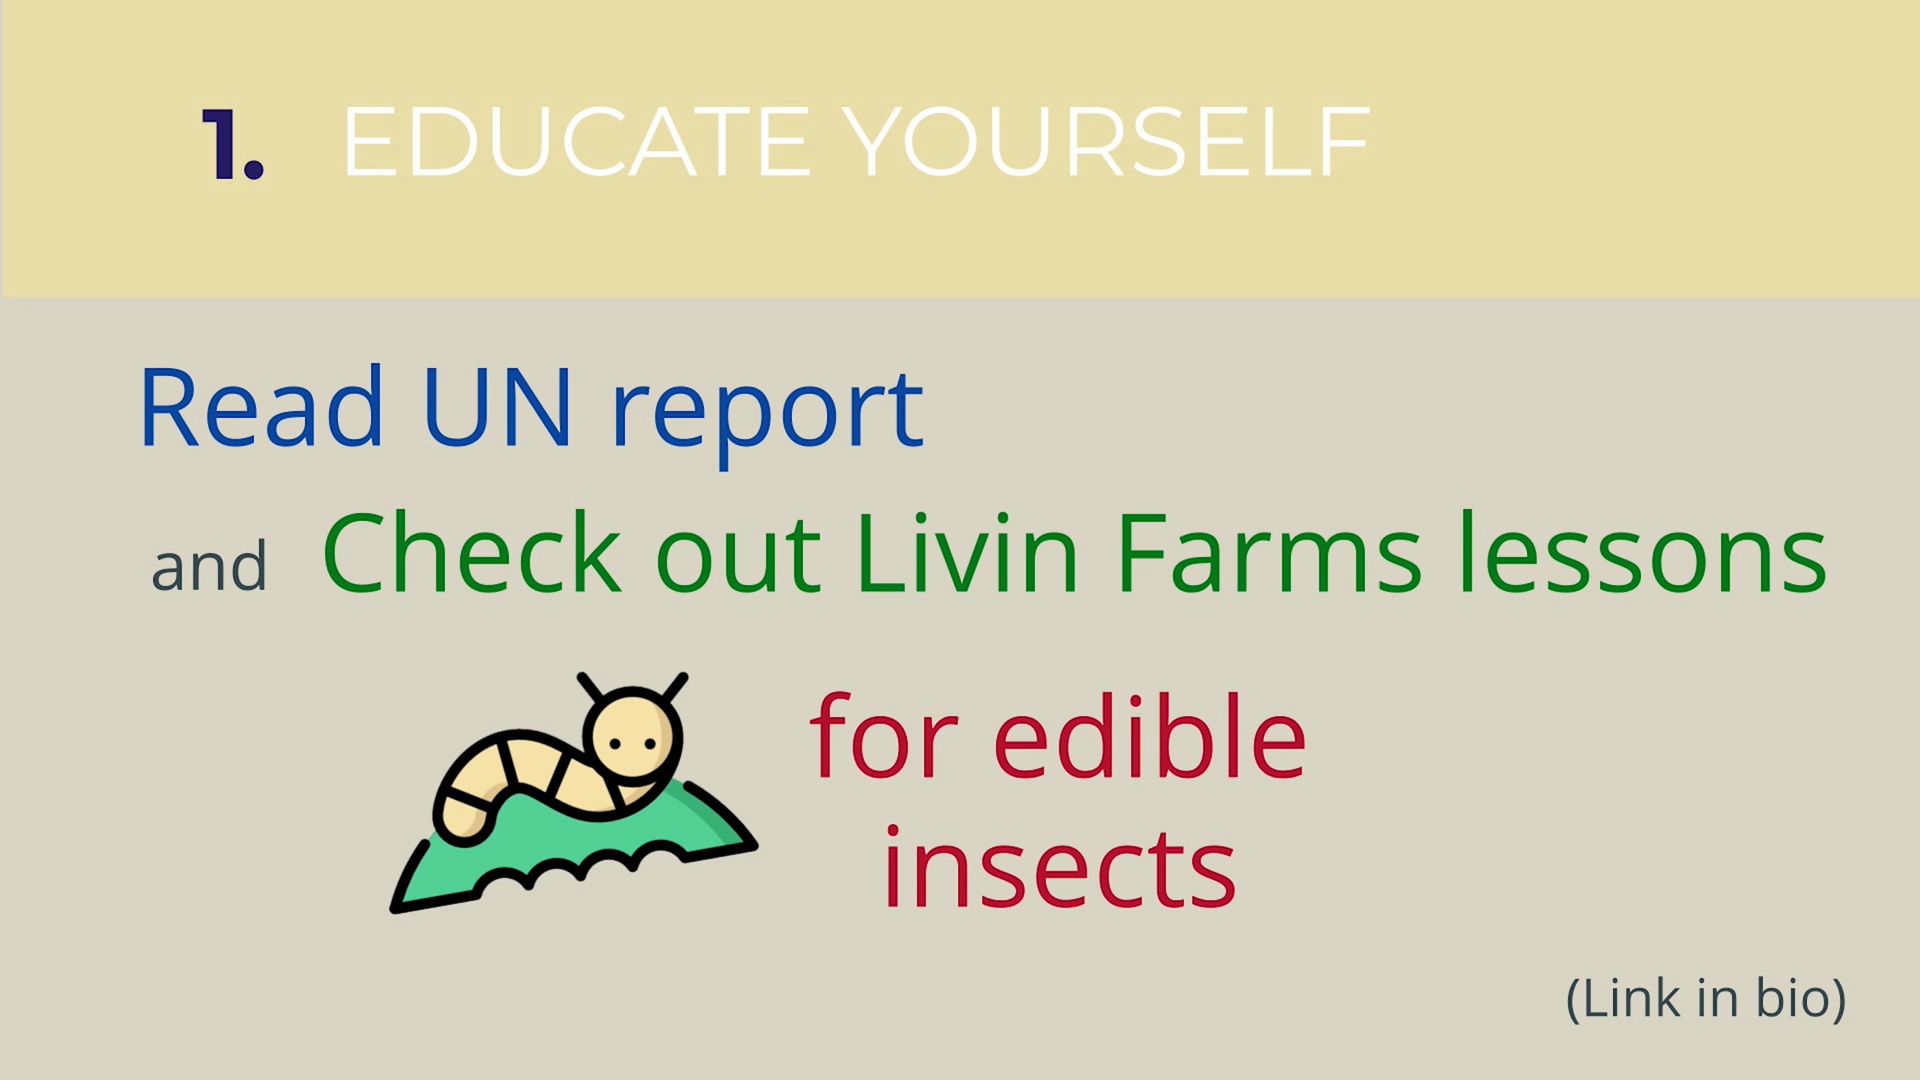 1. EDUCATE YOURSELF
Read UN report
and Check out Livin Farms lessons
for edible
insects
(Link in bio)